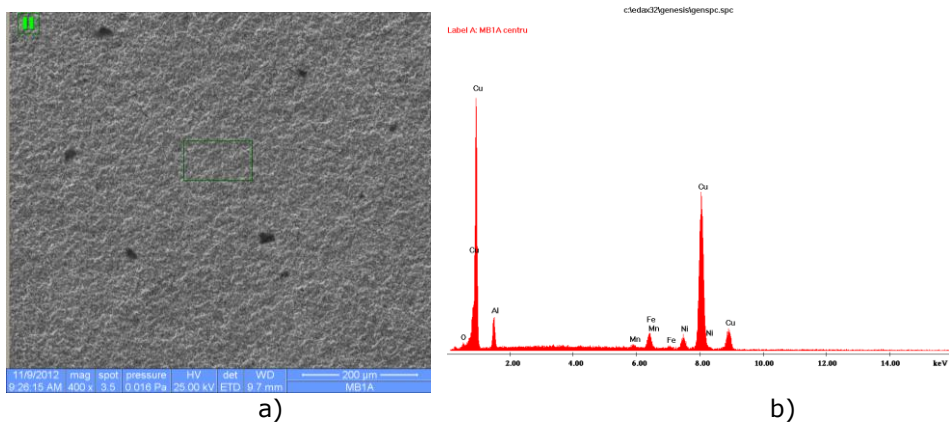 c:\edax32\genesis\genspc.spc
Label A: MB1A centru
Cu
Cu
Cu
Al
O
Fe
Mn
Mn
Fe
Ni
Ni
Cu
2.00 4.00 6.00 8.00 10.00 12.00 14.00 keV
11/9/2012 mag spot pressure HV det WD 200 µm
9:26:15 AM 400 x 3.5 0.016 Pa 25.00 kV ETD 9.7 mm MB1A
a) b)